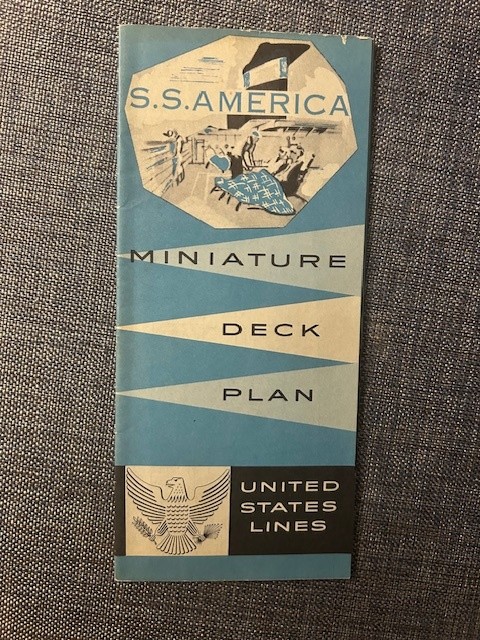 S.S.AMERICA
MINIATURE
DECK
PLAN
UNITED
STATES
LINES